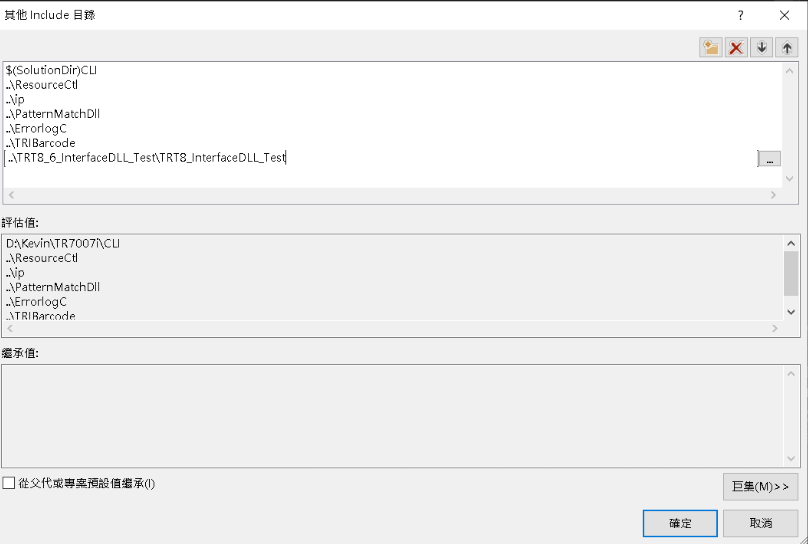 其他 Include 目錄
?
$(SolutionDir)CLI
..\ResourceCtl
..\ip
..\PatternMatchDll
..\ErrorlogC
..\TRIBarcode
..\TRT8_6_InterfaceDLL_Test\TRT8_InterfaceDLL_Test
...
評估值:
D:\Kevin\TR7007i\CLI
..\ResourceCtl
..\ip
..\PatternMatchDll
..\ErrorlogC
..\TRIBarcode
繼承值:
從父代或專案預設值繼承(I)
巨集(M)>>
確定
取消